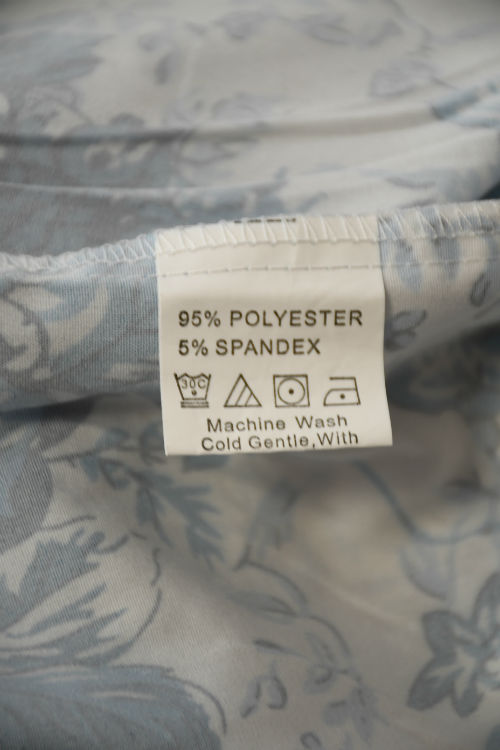 95% POLYESTER
5% SPANDEX
30C
Machine Wash
Cold Gentle,With